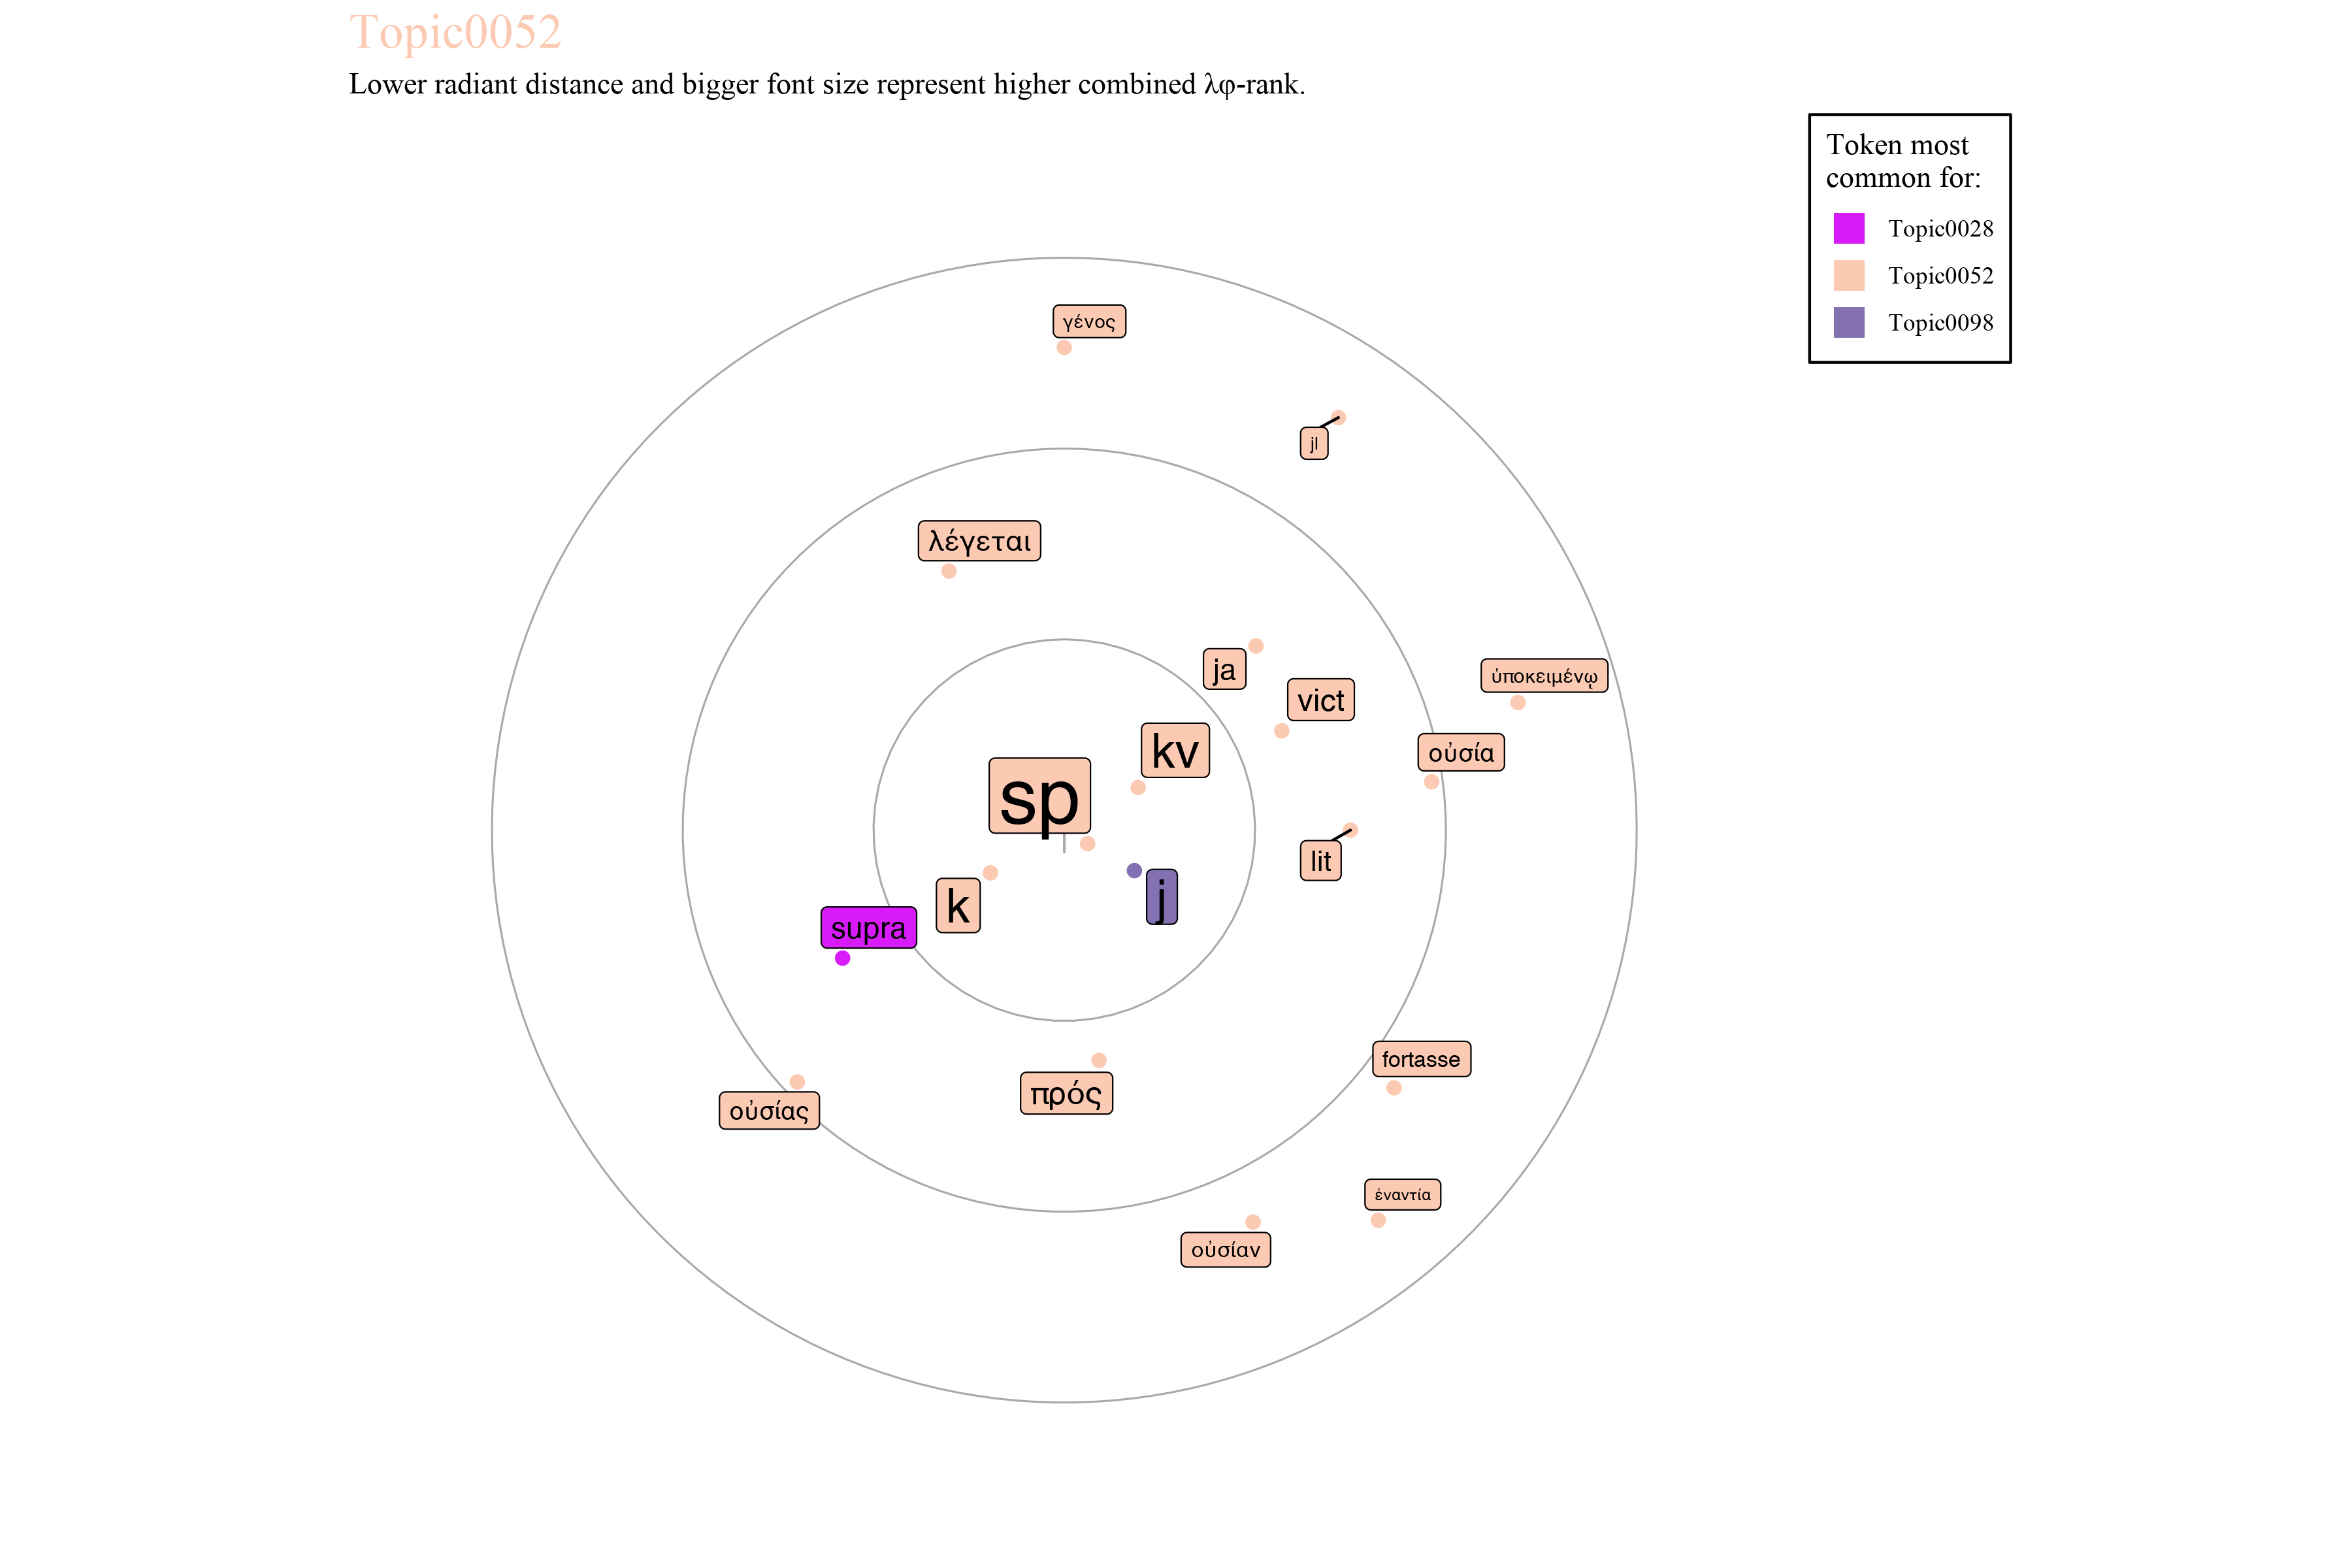 Topic0052
Lower radiant distance and bigger font size represent higher combined λφ-rank.
Token most
common for:
Topic0028
Topic0052
Topic0098
γένος
jl
λέγεται
ja
ὑποκειμένῳ
vict
kv
οὐσία
sp
lit
k
j
supra
fortasse
πρός
οὐσίας
ἐναντία
οὐσίαν